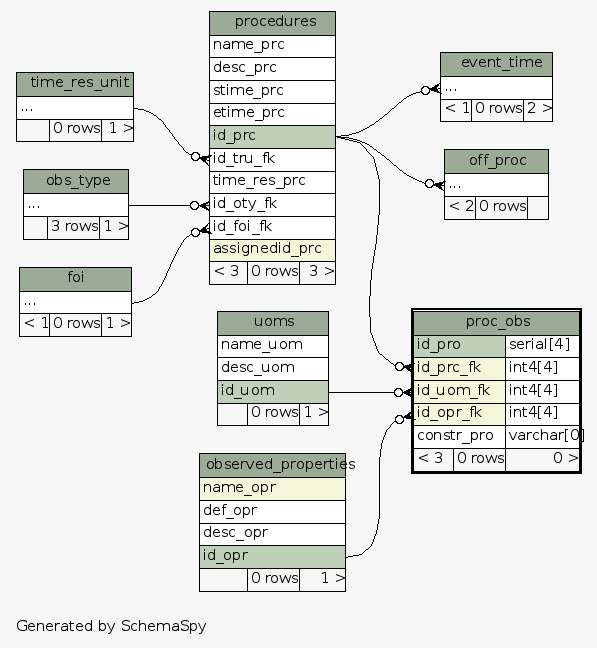 procedures
name_prc
desc_prc
stime_prc
etime_prc
id_prc
id_tru_fk
time_res_prc
id_oty_fk
id_foi_fk
assignedid_prc
< 3 0 rows 3 >
time_res_unit
...
0 rows 1 >
obs_type
...
3 rows 1 >
foi
...
< 1 0 rows 1 >
event_time
...
< 1 0 rows 2 >
off_proc
...
< 2 0 rows
uoms
name_uom
desc_uom
id_uom
0 rows 1 >
proc_obs
id_pro serial[4]
id_prc_fk int4[4]
id_uom_fk int4[4]
id_opr_fk int4[4]
constr_pro varchar[0]
< 3 0 rows 0 >
observed_properties
name_opr
def_opr
desc_opr
id_opr
0 rows 1 >
Generated by SchemaSpy